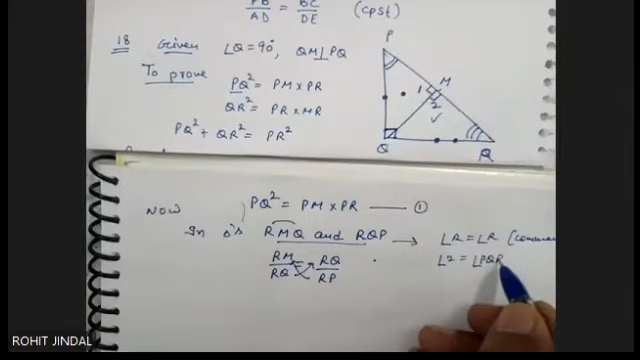 PB/AD = BC/DE (cpst)
18 Given ∠Q = 90°, QM⊥PQ
To prove PQ² = PM × PR
QR² = PR × MR
PQ² + QR² = PR²
P
1 M
2
Q R
NOW PQ² = PM × PR —— ①
In Δ's RMQ and RQP → ∠R = ∠R (common
RM/RQ = RQ/RP ∠2 = ∠PQR
ROHIT JINDAL